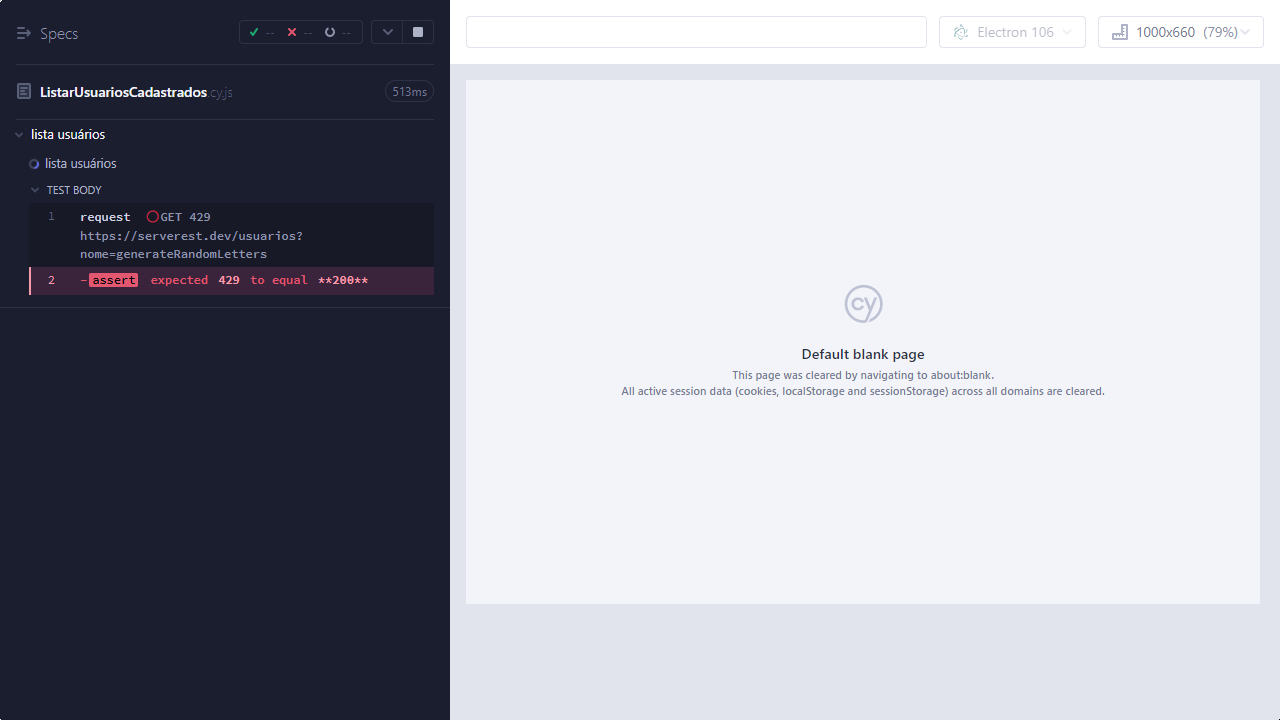 Specs
-- -- --
ListarUsuariosCadastrados cy.js
513ms
lista usuários
lista usuários
TEST BODY
1 request GET 429
https://serverest.dev/usuarios?
nome=generateRandomLetters
2 -assert expected 429 to equal **200**
Electron 106
1000x660 (79%)
cy
Default blank page
This page was cleared by navigating to about:blank.
All active session data (cookies, localStorage and sessionStorage) across all domains are cleared.